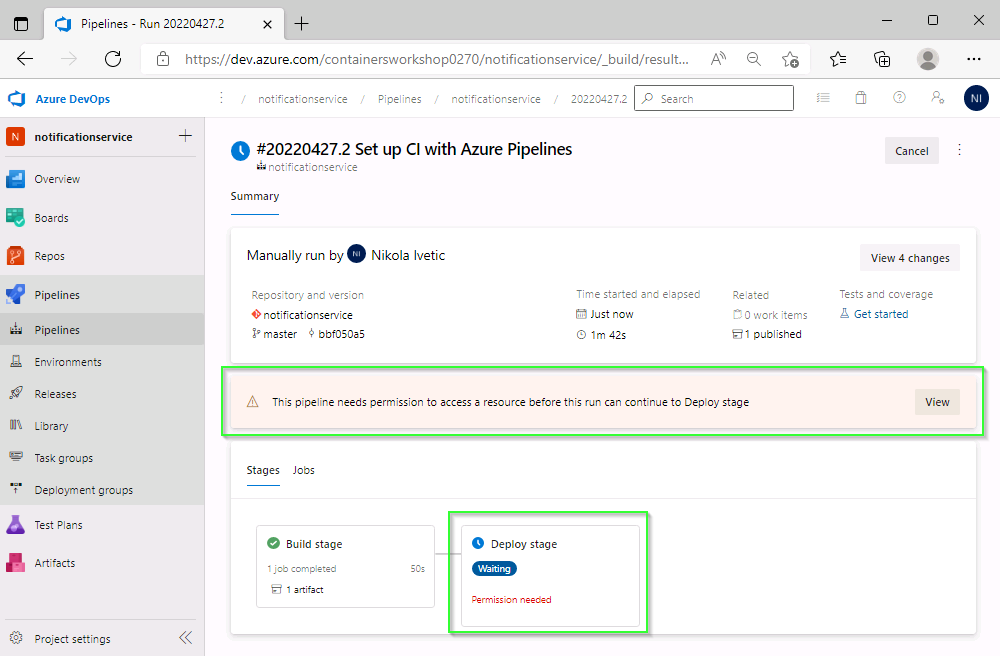 Pipelines - Run 20220427.2
https://dev.azure.com/containersworkshop0270/notificationservice/_build/result...
Azure DevOps
/ notificationservice / Pipelines / notificationservice / 20220427.2
Search
NI
N notificationservice
Overview
Boards
Repos
Pipelines
Pipelines
Environments
Releases
Library
Task groups
Deployment groups
Test Plans
Artifacts
Project settings
#20220427.2 Set up CI with Azure Pipelines
notificationservice
Cancel
Summary
Manually run by NI Nikola Ivetic
View 4 changes
Repository and version
notificationservice
master bbf050a5
Time started and elapsed
Just now
1m 42s
Related
0 work items
1 published
Tests and coverage
Get started
This pipeline needs permission to access a resource before this run can continue to Deploy stage
View
Stages Jobs
Build stage
1 job completed 50s
1 artifact
Deploy stage
Waiting
Permission needed